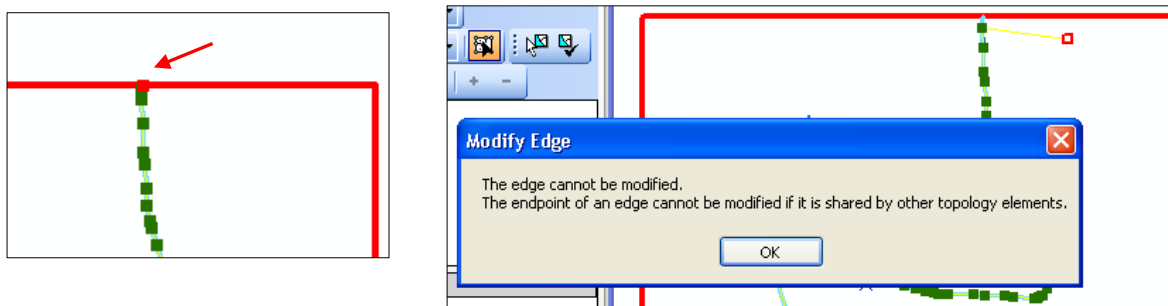 Modify Edge
The edge cannot be modified.
The endpoint of an edge cannot be modified if it is shared by other topology elements.
OK